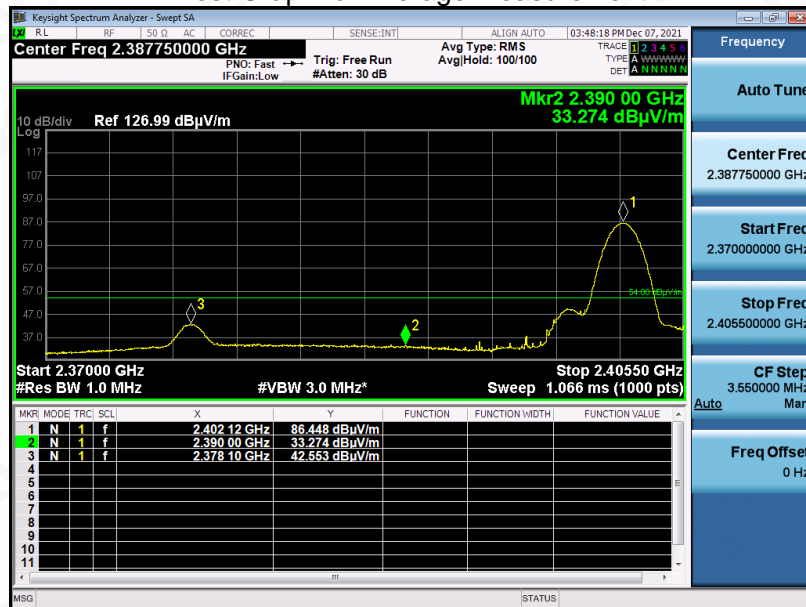 Keysight Spectrum Analyzer - Swept SA
RL RF 50 Ω AC CORREC SENSE:INT ALIGN AUTO 03:48:18 PM Dec 07, 2021
Center Freq 2.387750000 GHz
PNO: Fast
IFGain:Low
Trig: Free Run
#Atten: 30 dB
Avg Type: RMS
Avg|Hold: 100/100
TRACE 1 2 3 4 5 6
TYPE A WWWWW
DET A N N N N N
Mkr2 2.390 00 GHz
33.274 dBµV/m
10 dB/div Ref 126.99 dBµV/m
Log
117
107
97.0
87.0
77.0
67.0
57.0
47.0
37.0
1
54.00 dBµV/m
3
2
Start 2.37000 GHz Stop 2.40550 GHz
#Res BW 1.0 MHz #VBW 3.0 MHz* Sweep 1.066 ms (1000 pts)
MKR MODE TRC SCL X Y FUNCTION FUNCTION WIDTH FUNCTION VALUE
1 N 1 f 2.402 12 GHz 86.448 dBµV/m
2 N 1 f 2.390 00 GHz 33.274 dBµV/m
3 N 1 f 2.378 10 GHz 42.553 dBµV/m
4
5
6
7
8
9
10
11
MSG STATUS
Frequency
Auto Tune
Center Freq
2.387750000 GHz
Start Freq
2.370000000 GHz
Stop Freq
2.405500000 GHz
CF Step
3.550000 MHz
Auto Man
Freq Offset
0 Hz